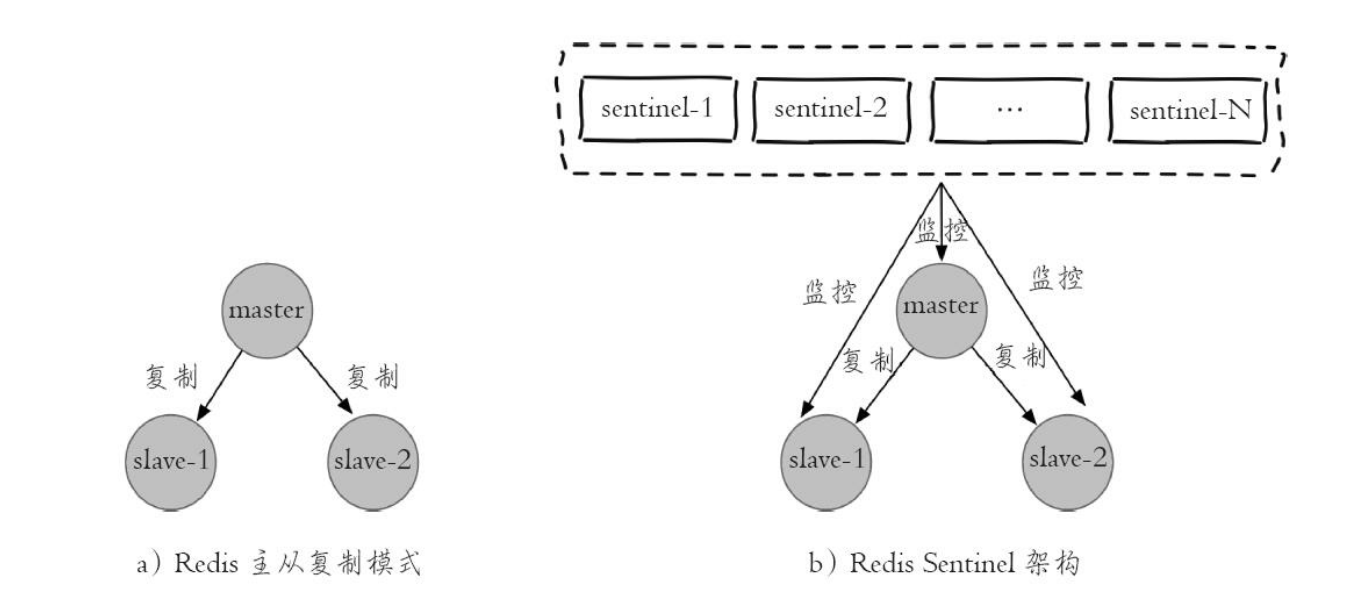 master
复制
复制
slave-1
slave-2
a）Redis 主从复制模式
sentinel-1
sentinel-2
…
sentinel-N
监控
监控
监控
master
复制
复制
slave-1
slave-2
b）Redis Sentinel 架构